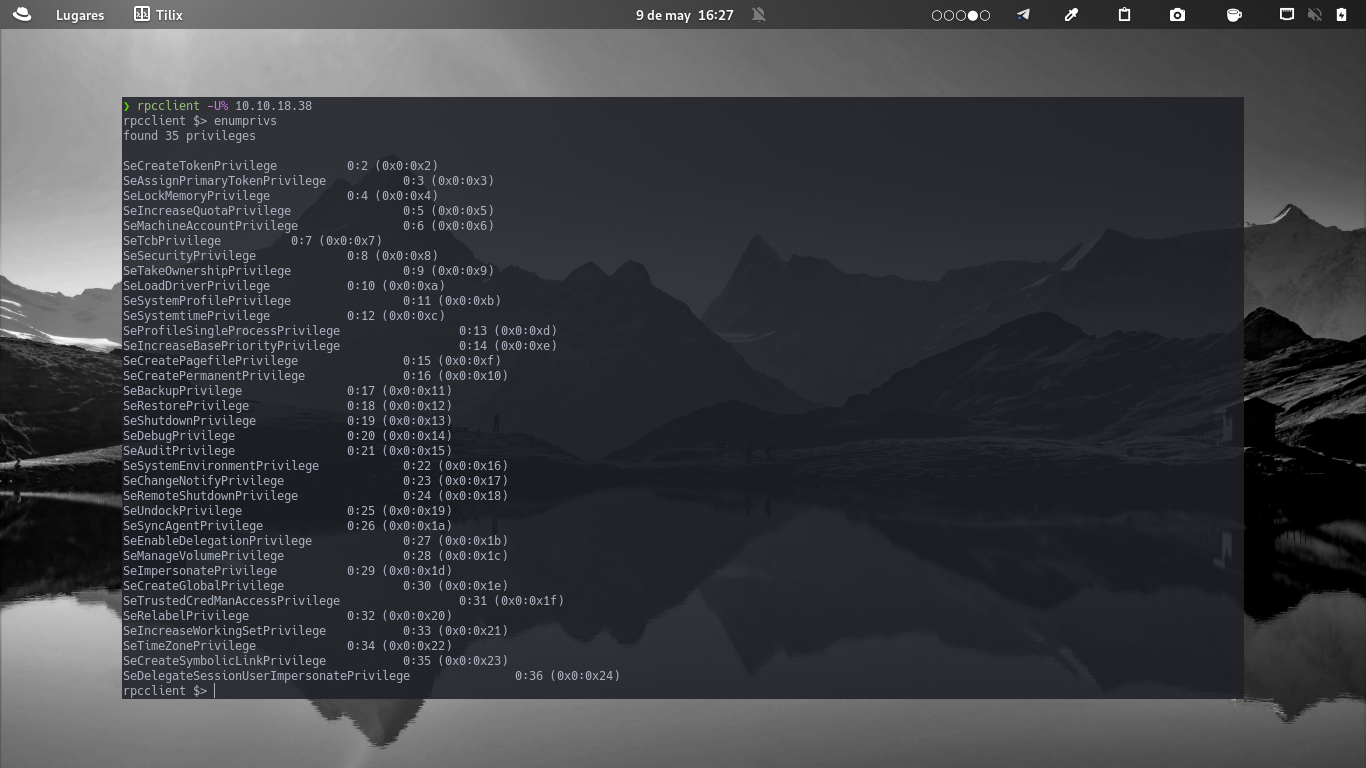 Lugares Tilix 9 de may 16:27
❯ rpcclient -U% 10.10.18.38
rpcclient $> enumprivs
found 35 privileges
SeCreateTokenPrivilege 0:2 (0x0:0x2)
SeAssignPrimaryTokenPrivilege 0:3 (0x0:0x3)
SeLockMemoryPrivilege 0:4 (0x0:0x4)
SeIncreaseQuotaPrivilege 0:5 (0x0:0x5)
SeMachineAccountPrivilege 0:6 (0x0:0x6)
SeTcbPrivilege 0:7 (0x0:0x7)
SeSecurityPrivilege 0:8 (0x0:0x8)
SeTakeOwnershipPrivilege 0:9 (0x0:0x9)
SeLoadDriverPrivilege 0:10 (0x0:0xa)
SeSystemProfilePrivilege 0:11 (0x0:0xb)
SeSystemtimePrivilege 0:12 (0x0:0xc)
SeProfileSingleProcessPrivilege 0:13 (0x0:0xd)
SeIncreaseBasePriorityPrivilege 0:14 (0x0:0xe)
SeCreatePagefilePrivilege 0:15 (0x0:0xf)
SeCreatePermanentPrivilege 0:16 (0x0:0x10)
SeBackupPrivilege 0:17 (0x0:0x11)
SeRestorePrivilege 0:18 (0x0:0x12)
SeShutdownPrivilege 0:19 (0x0:0x13)
SeDebugPrivilege 0:20 (0x0:0x14)
SeAuditPrivilege 0:21 (0x0:0x15)
SeSystemEnvironmentPrivilege 0:22 (0x0:0x16)
SeChangeNotifyPrivilege 0:23 (0x0:0x17)
SeRemoteShutdownPrivilege 0:24 (0x0:0x18)
SeUndockPrivilege 0:25 (0x0:0x19)
SeSyncAgentPrivilege 0:26 (0x0:0x1a)
SeEnableDelegationPrivilege 0:27 (0x0:0x1b)
SeManageVolumePrivilege 0:28 (0x0:0x1c)
SeImpersonatePrivilege 0:29 (0x0:0x1d)
SeCreateGlobalPrivilege 0:30 (0x0:0x1e)
SeTrustedCredManAccessPrivilege 0:31 (0x0:0x1f)
SeRelabelPrivilege 0:32 (0x0:0x20)
SeIncreaseWorkingSetPrivilege 0:33 (0x0:0x21)
SeTimeZonePrivilege 0:34 (0x0:0x22)
SeCreateSymbolicLinkPrivilege 0:35 (0x0:0x23)
SeDelegateSessionUserImpersonatePrivilege 0:36 (0x0:0x24)
rpcclient $>